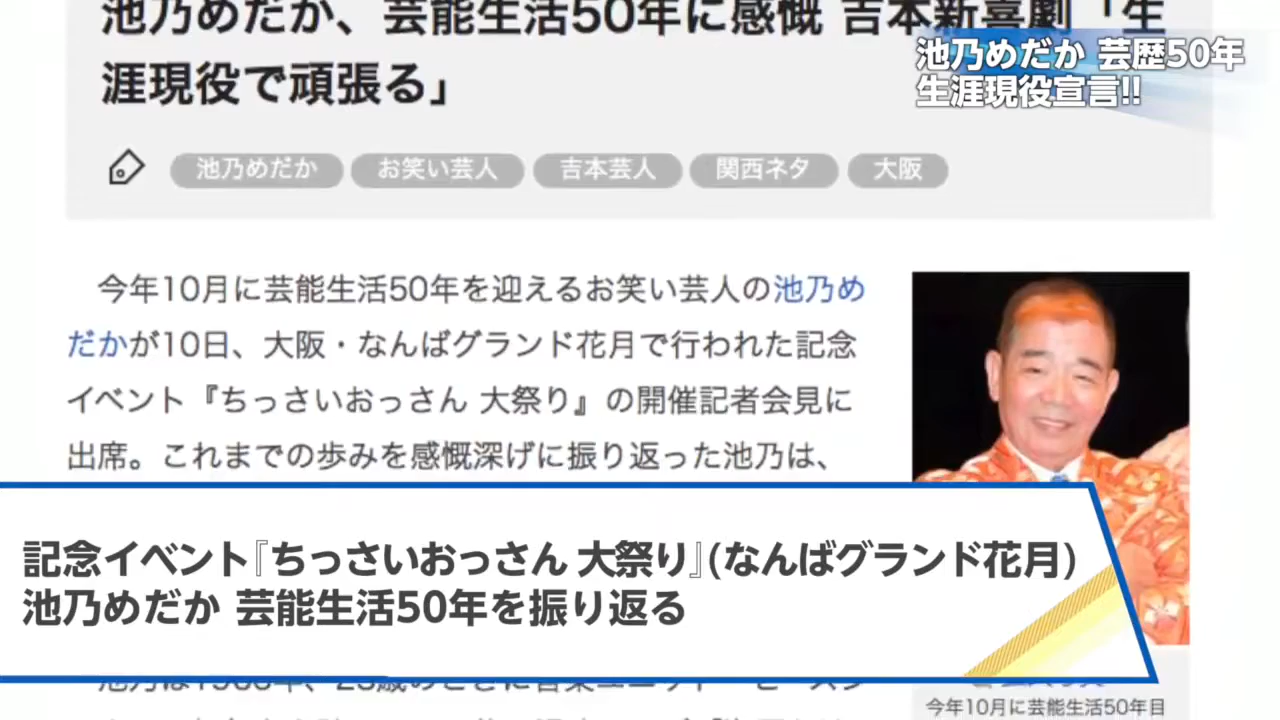 池乃めだか、芸能生活50年に感慨 吉本新喜劇「生
涯現役で頑張る」
池乃めだか 芸歴50年
生涯現役宣言!!
池乃めだか お笑い芸人 吉本芸人 関西ネタ 大阪
今年10月に芸能生活50年を迎えるお笑い芸人の池乃め
だかが10日、大阪・なんばグランド花月で行われた記念
イベント『ちっさいおっさん 大祭り』の開催記者会見に
出席。これまでの歩みを感慨深げに振り返った池乃は、
記念イベント『ちっさいおっさん 大祭り』(なんばグランド花月)
池乃めだか 芸能生活50年を振り返る
今年10月に芸能生活50年目